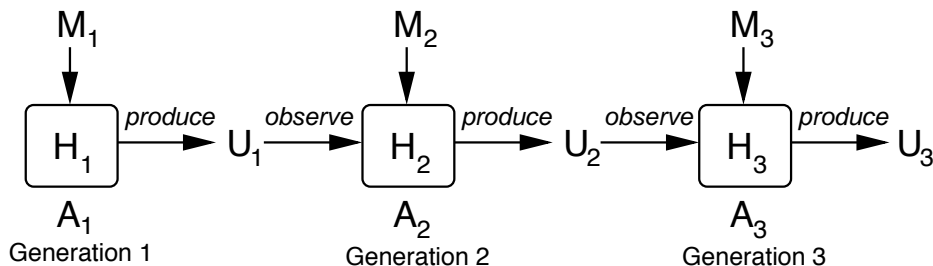 M1 M2 M3
produce observe produce observe produce
H1 U1 H2 U2 H3 U3
A1 A2 A3
Generation 1 Generation 2 Generation 3